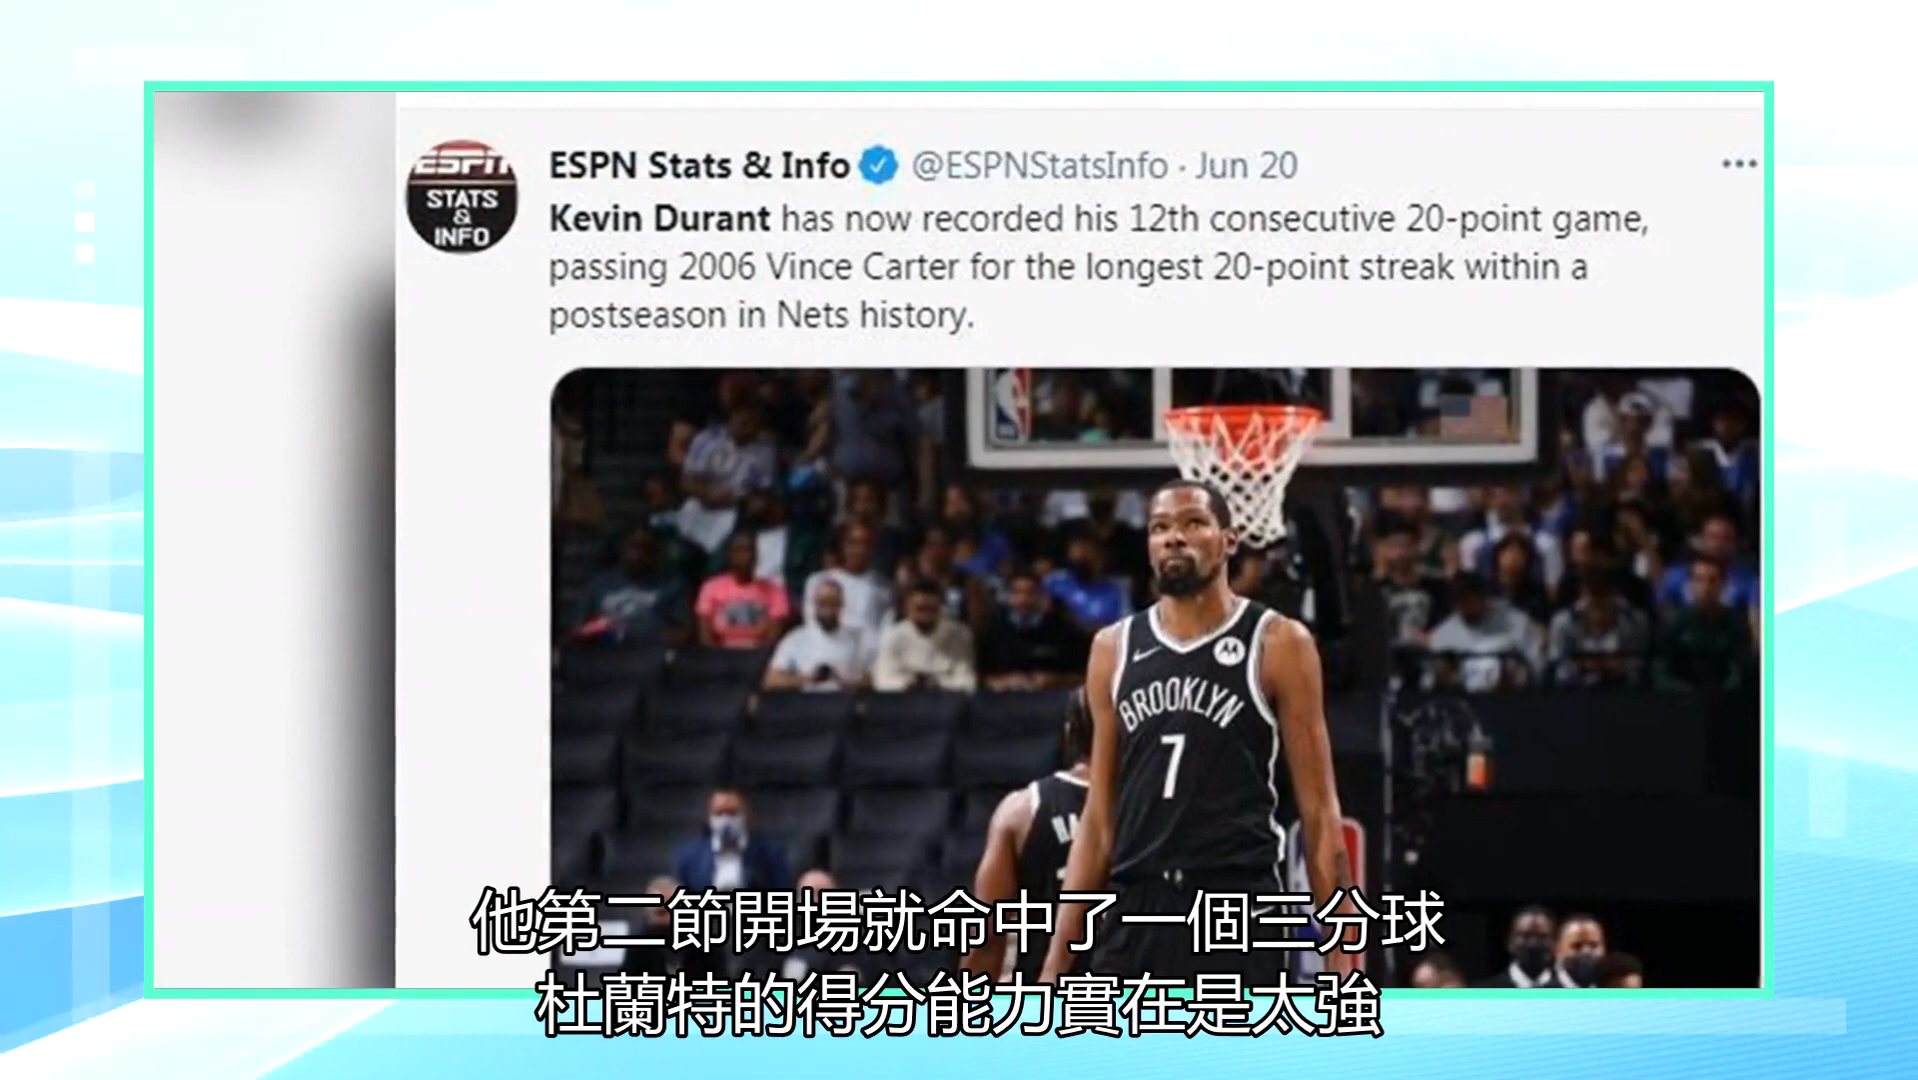 ESPN
STATS
&
INFO
ESPN Stats & Info @ESPNStatsInfo · Jun 20
Kevin Durant has now recorded his 12th consecutive 20-point game,
passing 2006 Vince Carter for the longest 20-point streak within a
postseason in Nets history.
BROOKLYN
7
他第二節開場就命中了一個三分球
杜蘭特的得分能力實在是太強